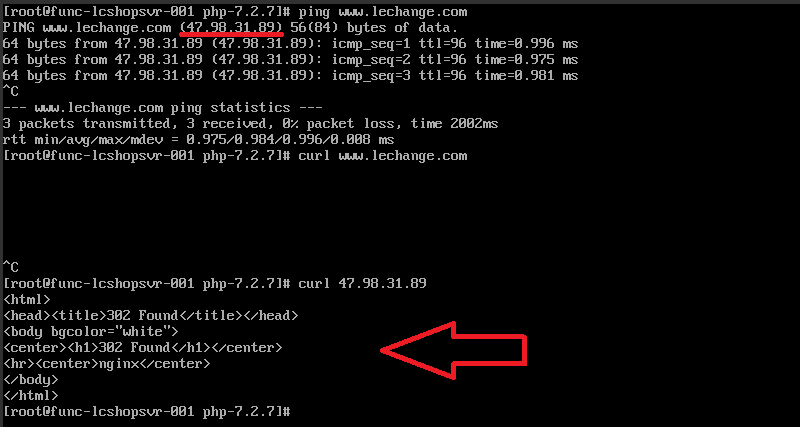 [root@func-lcshopsvr-001 php-7.2.7]# ping www.lechange.com
PING www.lechange.com (47.98.31.89) 56(84) bytes of data.
64 bytes from 47.98.31.89 (47.98.31.89): icmp_seq=1 ttl=96 time=0.996 ms
64 bytes from 47.98.31.89 (47.98.31.89): icmp_seq=2 ttl=96 time=0.975 ms
64 bytes from 47.98.31.89 (47.98.31.89): icmp_seq=3 ttl=96 time=0.981 ms
^C
--- www.lechange.com ping statistics ---
3 packets transmitted, 3 received, 0% packet loss, time 2002ms
rtt min/avg/max/mdev = 0.975/0.984/0.996/0.008 ms
[root@func-lcshopsvr-001 php-7.2.7]# curl www.lechange.com
^C
[root@func-lcshopsvr-001 php-7.2.7]# curl 47.98.31.89
<html>
<head><title>302 Found</title></head>
<body bgcolor="white">
<center><h1>302 Found</h1></center>
<hr><center>nginx</center>
</body>
</html>
[root@func-lcshopsvr-001 php-7.2.7]#